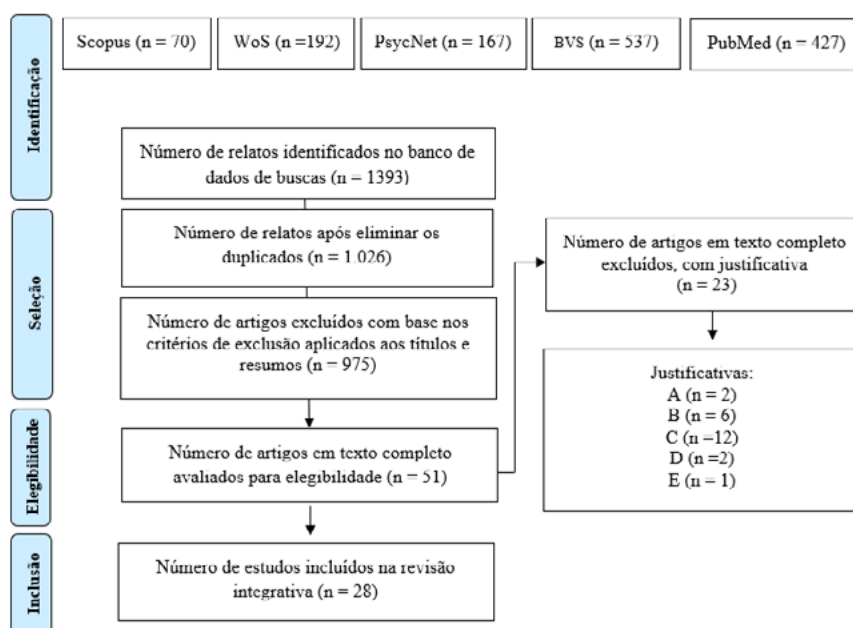 Identificação
Scopus (n = 70)
WoS (n =192)
PsycNet (n = 167)
BVS (n = 537)
PubMed (n = 427)
Número de relatos identificados no banco de
dados de buscas (n = 1393)
Seleção
Número de relatos após eliminar os
duplicados (n = 1.026)
Número de artigos excluídos com base nos
critérios de exclusão aplicados aos títulos e
resumos (n = 975)
Número de artigos em texto completo
excluídos, com justificativa
(n = 23)
Justificativas:
A (n = 2)
B (n = 6)
C (n =12)
D (n =2)
E (n = 1)
Elegibilidade
Número de artigos em texto completo
avaliados para elegibilidade (n = 51)
Inclusão
Número de estudos incluídos na revisão
integrativa (n = 28)